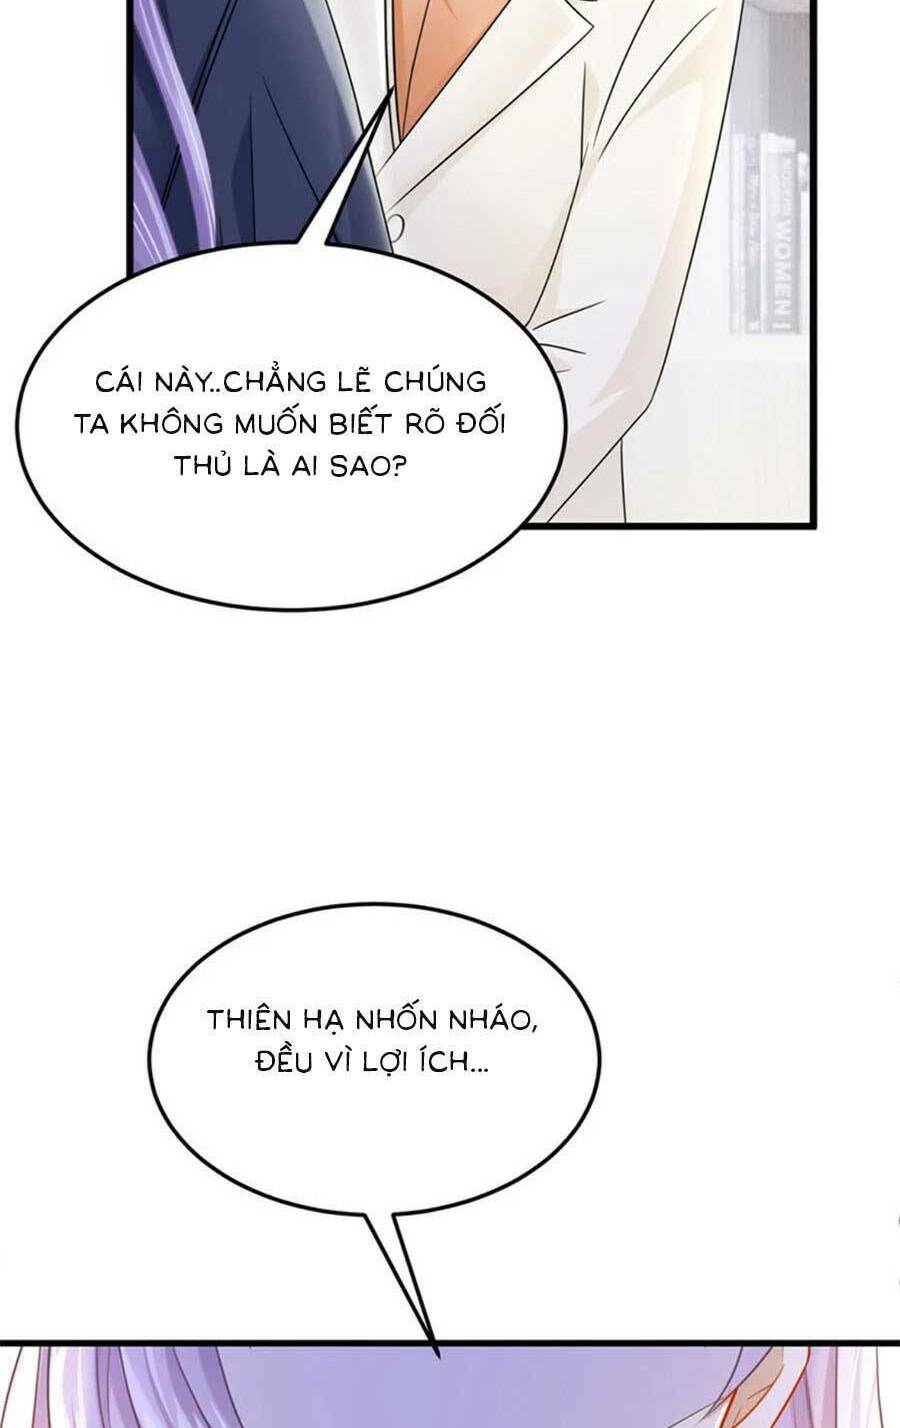 WOMEN
CÁI NÀY..CHẲNG LẼ CHÚNG
TA KHÔNG MUỐN BIẾT RÕ ĐỐI
THỦ LÀ AI SAO?
THIÊN HẠ NHỐN NHÁO,
ĐỀU VÌ LỢI ÍCH...